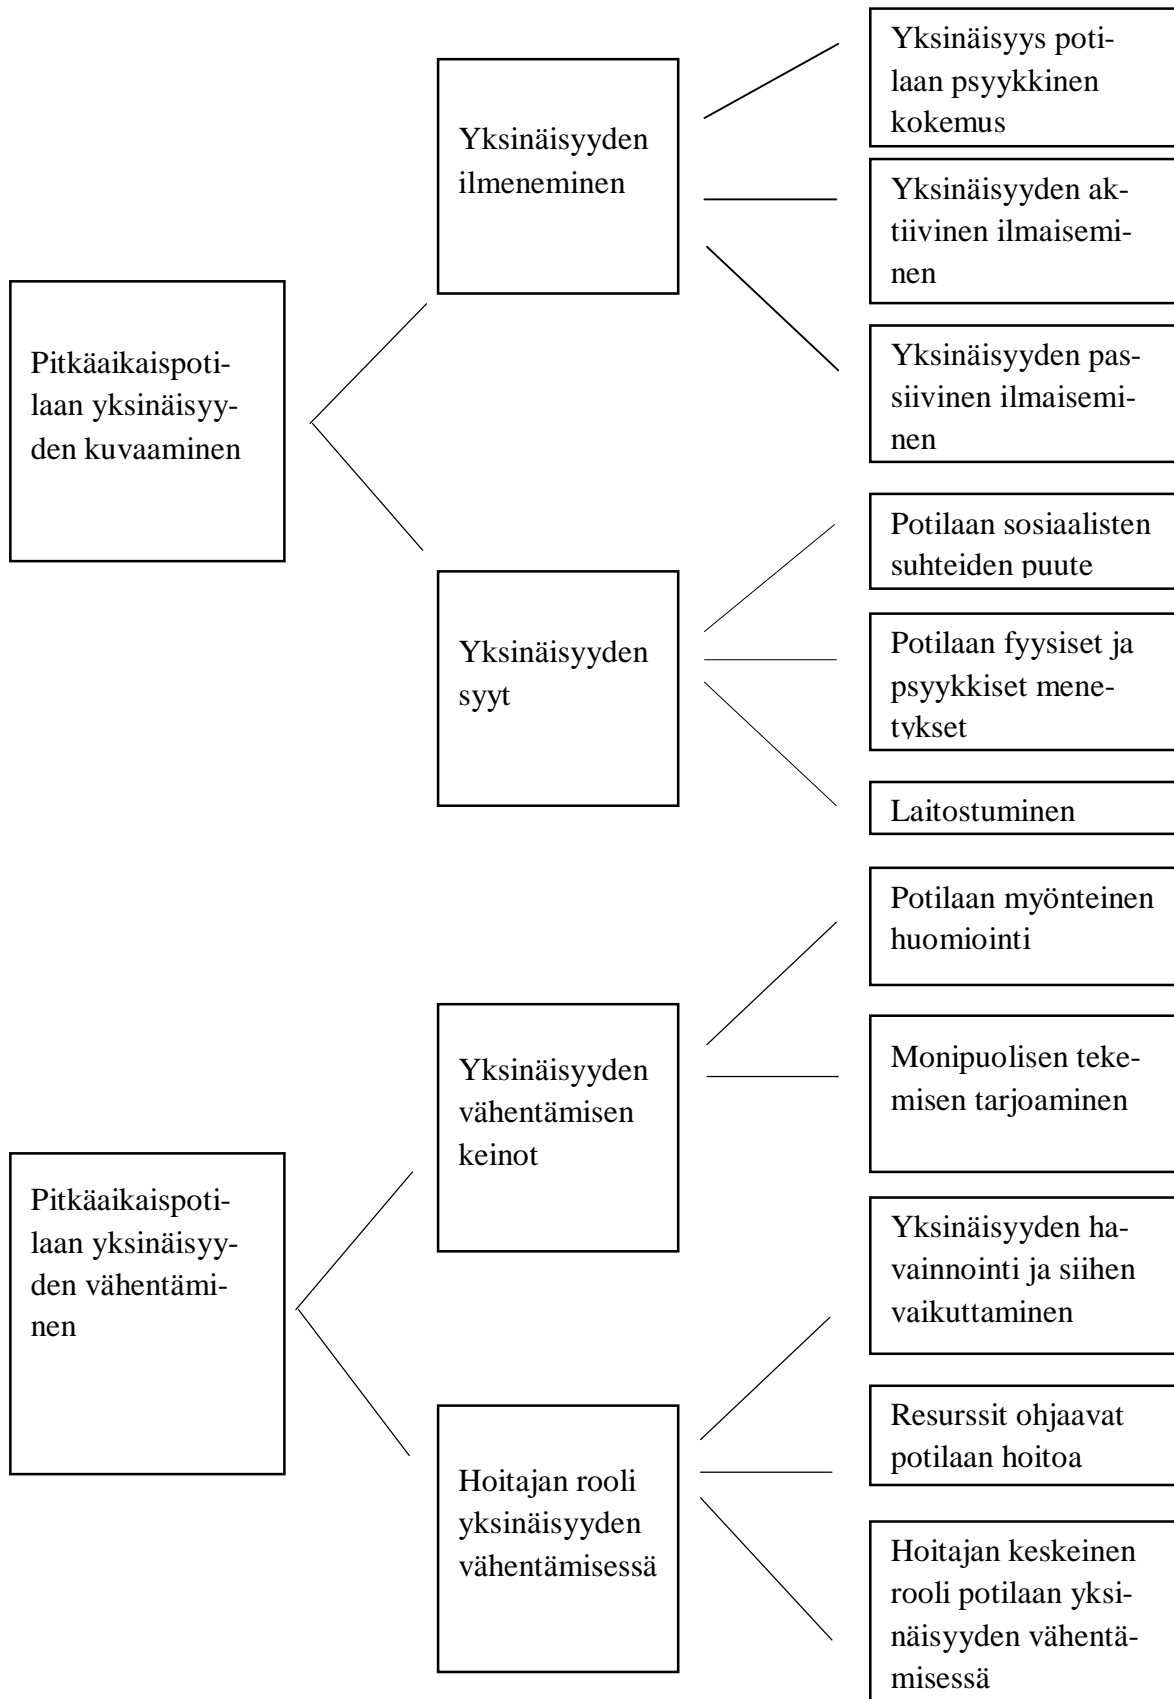 Yksinäisyys poti-
laan psyykkinen
kokemus
Yksinäisyyden
ilmeneminen
Yksinäisyyden ak-
tiivinen ilmaisemi-
nen
Yksinäisyyden pas-
siivinen ilmaisemi-
nen
Pitkäaikaispoti-
laan yksinäisyy-
den kuvaaminen
Potilaan sosiaalisten
suhteiden puute
Yksinäisyyden
syyt
Potilaan fyysiset ja
psyykkiset mene-
tykset
Laitostuminen
Potilaan myönteinen
huomiointi
Yksinäisyyden
vähentämisen
keinot
Monipuolisen teke-
misen tarjoaminen
Pitkäaikaispoti-
laan yksinäisyy-
den vähentämi-
nen
Yksinäisyyden ha-
vainnointi ja siihen
vaikuttaminen
Resurssit ohjaavat
potilaan hoitoa
Hoitajan rooli
yksinäisyyden
vähentämisessä
Hoitajan keskeinen
rooli potilaan yksi-
näisyyden vähentä-
misessä